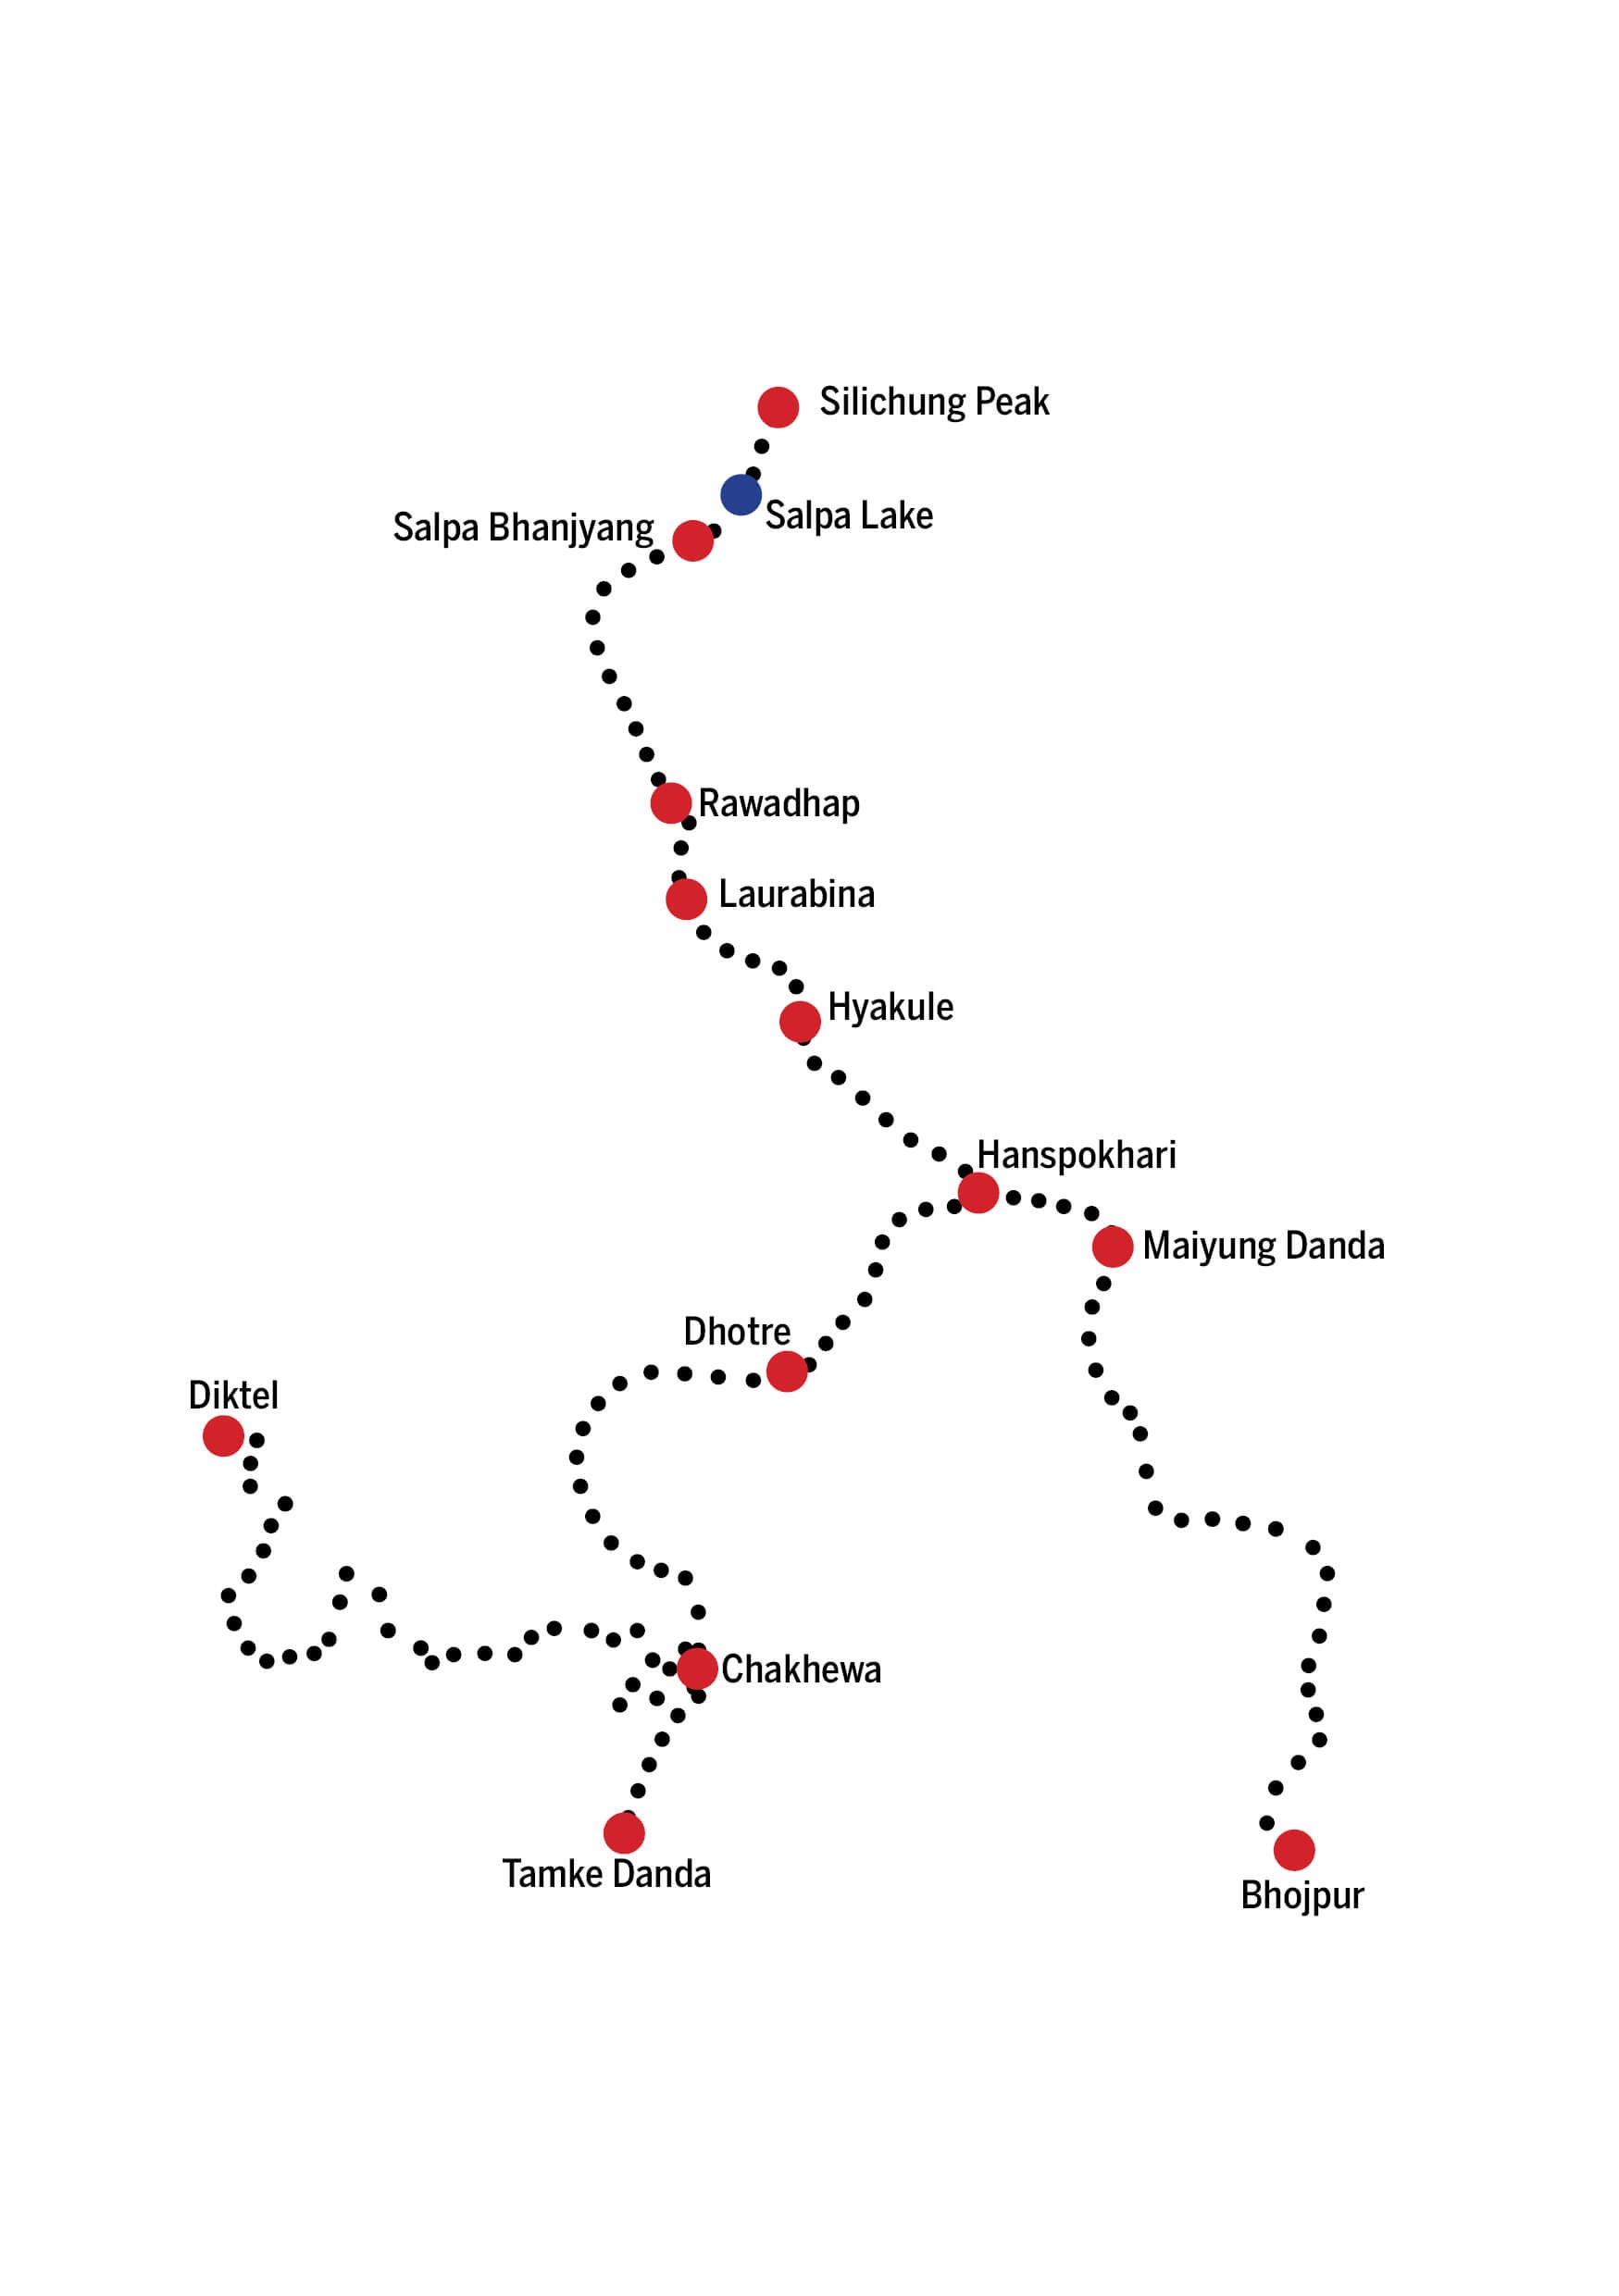 Silichung Peak
Salpa Lake
Salpa Bhanjyang
Rawadhap
Laurabina
Hyakule
Hanspokhari
Maiyung Danda
Dhotre
Diktel
Chakhewa
Tamke Danda
Bhojpur